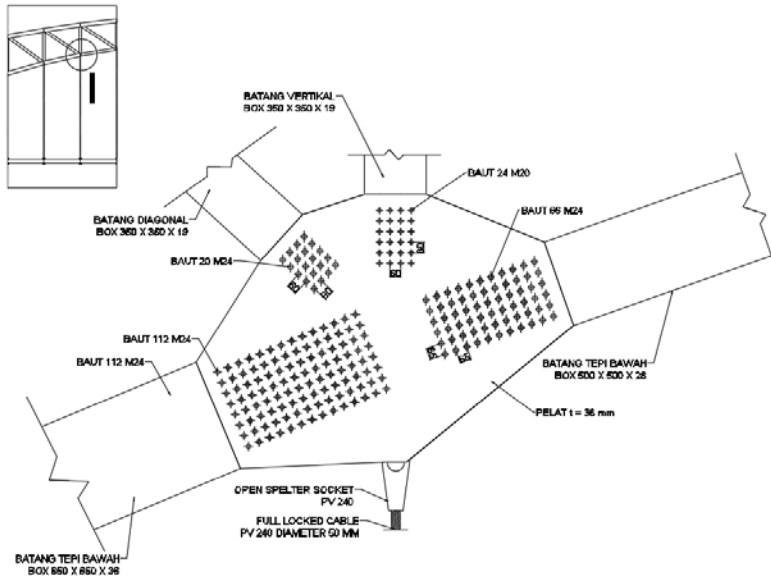 BATANG VERTIKAL
BOX 350 X 350 X 19
BAUT 24 M20
BAUT 66 M24
BATANG DIAGONAL
BOX 350 X 350 X 19
BAUT 20 M24
BAUT 112 M24
BAUT 112 M24
BATANG TEPI BAWAH
BOX 500 X 500 X 28
PELAT t = 36 mm
OPEN SPELTER SOCKET
PV 240
FULL LOCKED CABLE
PV 240 DIAMETER 60 MM
BATANG TEPI BAWAH
BOX 650 X 650 X 36